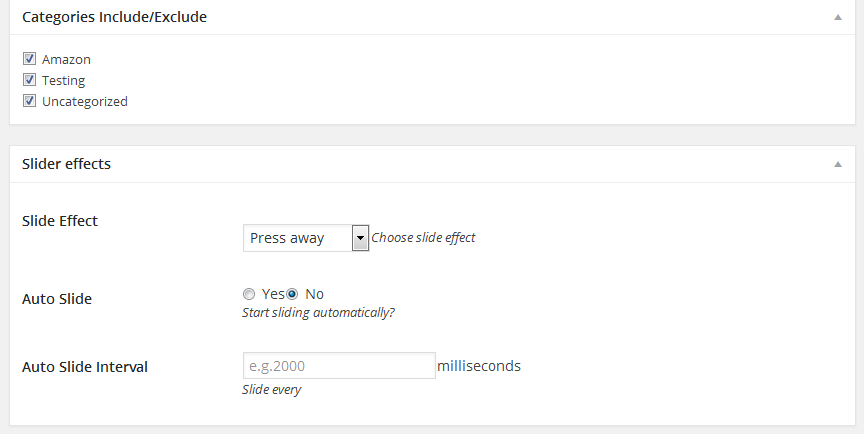 Categories Include/Exclude
Amazon
Testing
Uncategorized
Slider effects
Slide Effect
Press away Choose slide effect
Auto Slide Yes No
Start sliding automatically?
Auto Slide Interval e.g.2000 milliseconds
Slide every